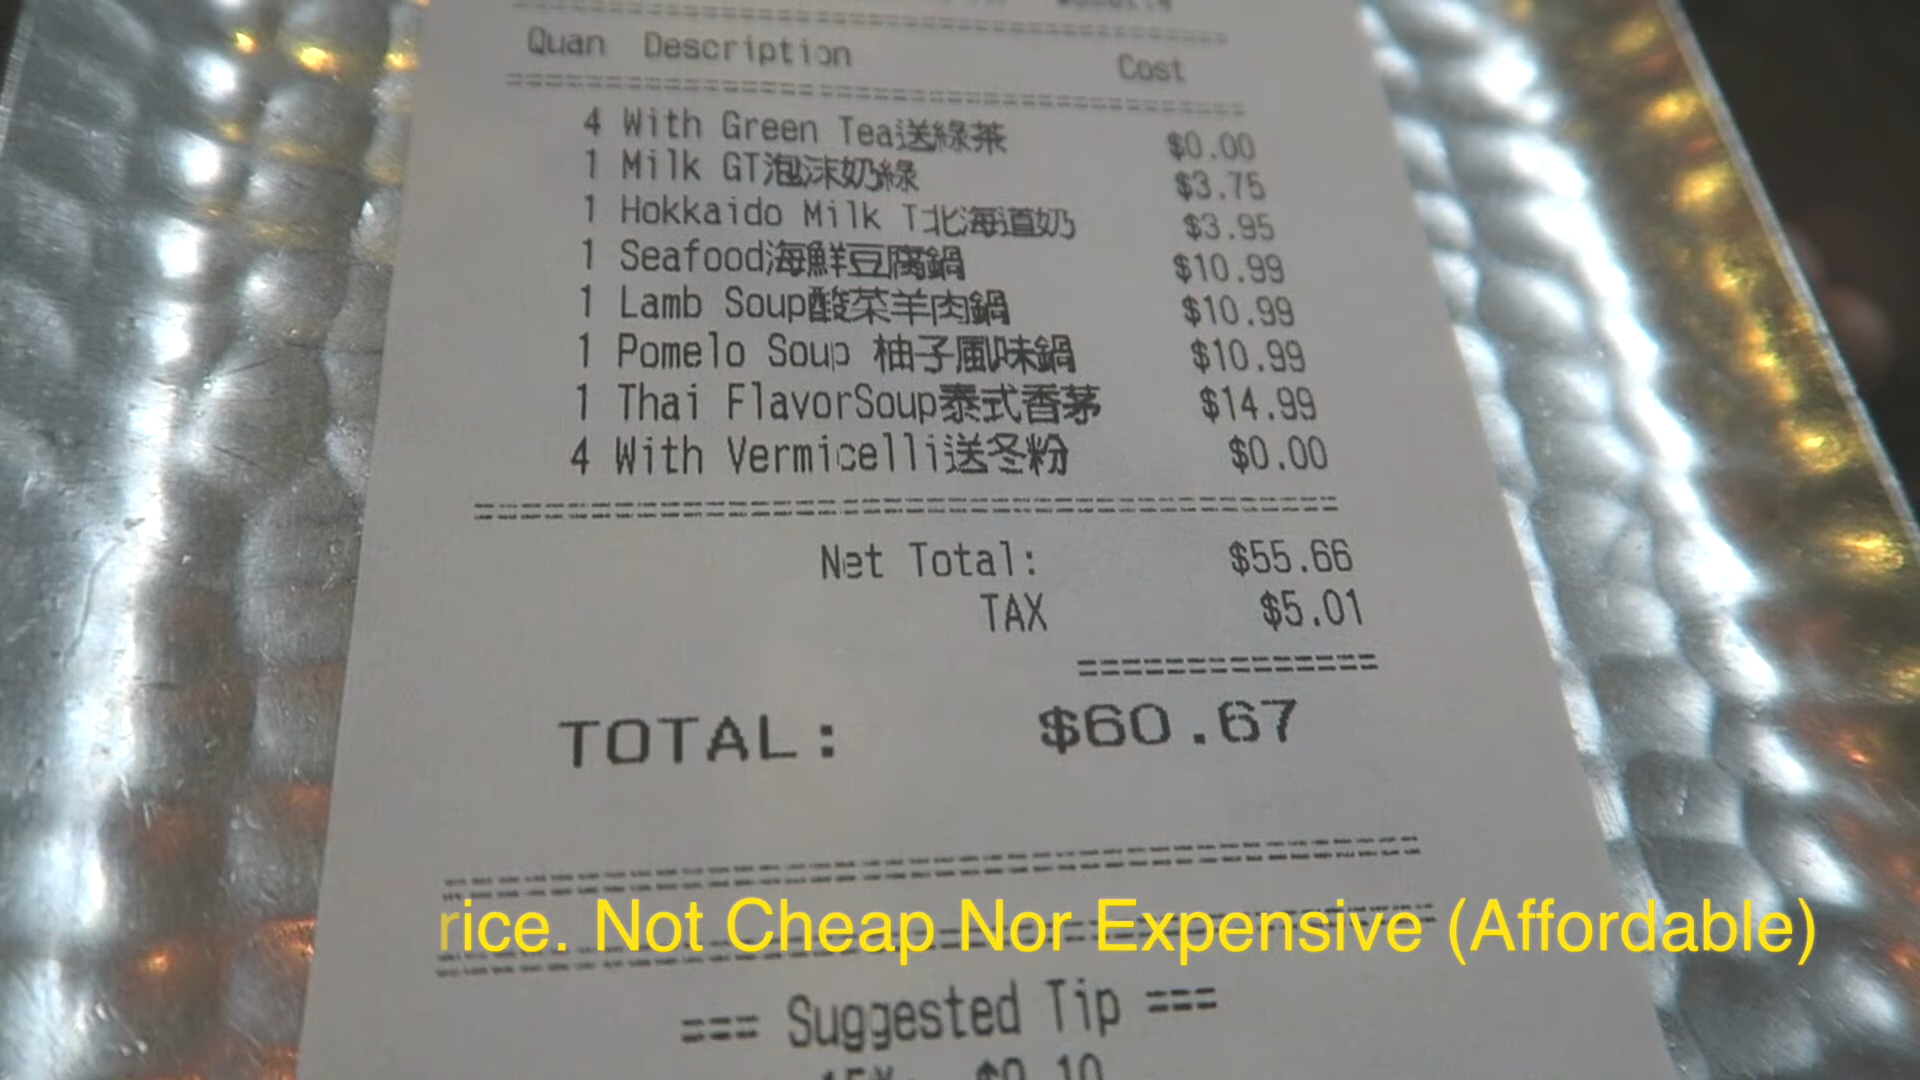 Quan Description Cost
4 With Green Tea送綠茶 $0.00
1 Milk GT泡沫奶綠 $3.75
1 Hokkaido Milk T北海道奶 $3.95
1 Seafood海鮮豆腐鍋 $10.99
1 Lamb Soup酸菜羊肉鍋 $10.99
1 Pomelo Soup 柚子風味鍋 $10.99
1 Thai FlavorSoup泰式香茅 $14.99
4 With Vermicelli送冬粉 $0.00
Net Total: $55.66
TAX $5.01
TOTAL: $60.67
rice. Not Cheap Nor Expensive (Affordable)
=== Suggested Tip ===